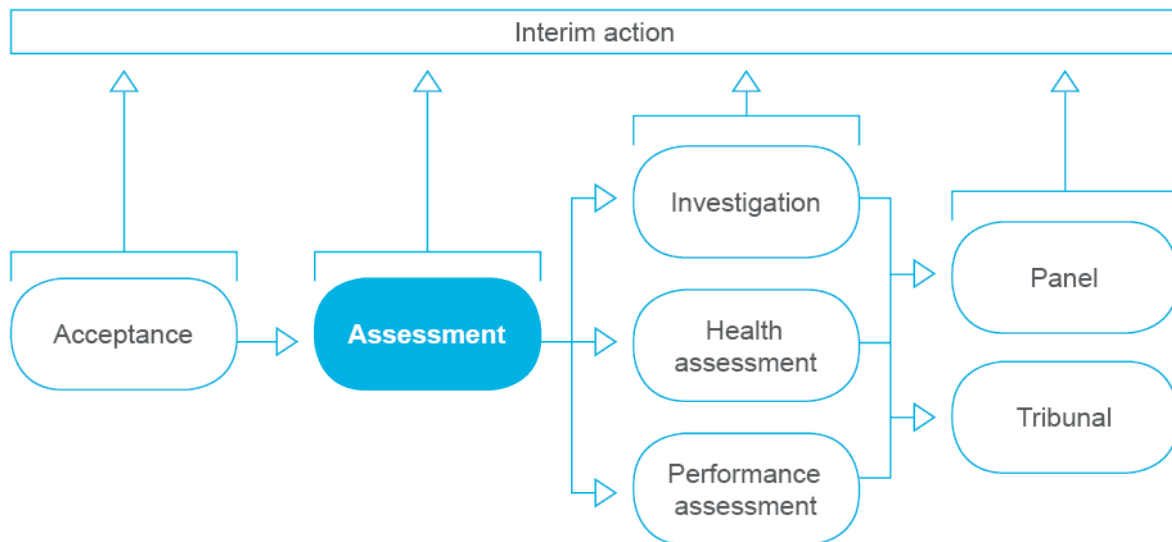 Interim action
Acceptance
Assessment
Investigation
Health
assessment
Performance
assessment
Panel
Tribunal